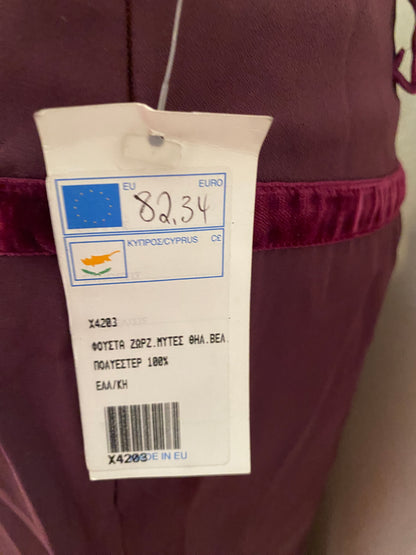 EU EURO
82,34
ΚΥΠΡΟΣ/CYPRUS C£
X4203
ΦΟΥΣΤΑ ΖΩΡΖ.ΜΥΤΕΣ ΘΗΛ.ΒΕΛ.
ΠΟΛΥΕΣΤΕΡ 100%
ΕΛΛ/ΚΗ
X4203 MADE IN EU